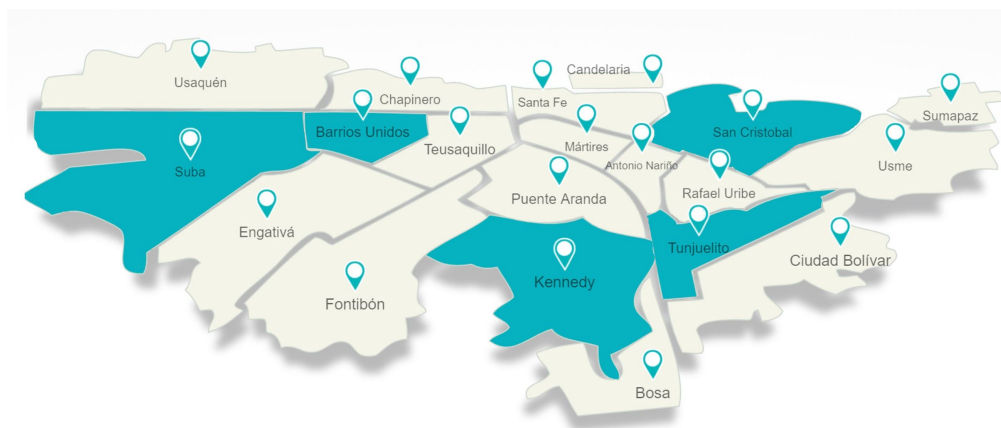 Usaquén
Chapinero
Candelaria
Santa Fe
Sumapaz
Barrios Unidos
San Cristobal
Teusaquillo
Mártires
Suba
Antonio Nariño
Usme
Puente Aranda
Rafael Uribe
Engativá
Tunjuelito
Ciudad Bolívar
Kennedy
Fontibón
Bosa